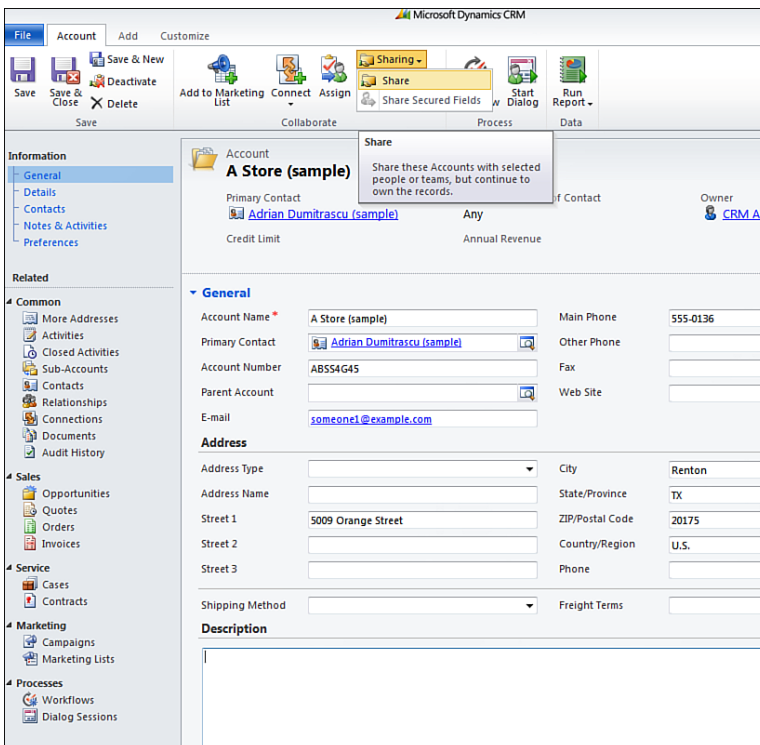 Microsoft Dynamics CRM
File Account Add Customize
Save
Save & Close
Save & New
Deactivate
Delete
Add to Marketing List
Connect
Assign
Sharing
Share
Share Secured Fields
Start Dialog
Run Report
Save Collaborate Process Data
Share
Share these Accounts with selected
people or teams, but continue to
own the records.
Information
General
Details
Contacts
Notes & Activities
Preferences
Related
Common
More Addresses
Activities
Closed Activities
Sub-Accounts
Contacts
Relationships
Connections
Documents
Audit History
Sales
Opportunities
Quotes
Orders
Invoices
Service
Cases
Contracts
Marketing
Campaigns
Marketing Lists
Processes
Workflows
Dialog Sessions
Account
A Store (sample)
Primary Contact of Contact Owner
Adrian Dumitrascu (sample) Any CRM A
Credit Limit Annual Revenue
General
Account Name * A Store (sample) Main Phone 555-0136
Primary Contact Adrian Dumitrascu (sample) Other Phone
Account Number ABSS4G45 Fax
Parent Account Web Site
E-mail someone1@example.com
Address
Address Type City Renton
Address Name State/Province TX
Street 1 5009 Orange Street ZIP/Postal Code 20175
Street 2 Country/Region U.S.
Street 3 Phone
Shipping Method Freight Terms
Description